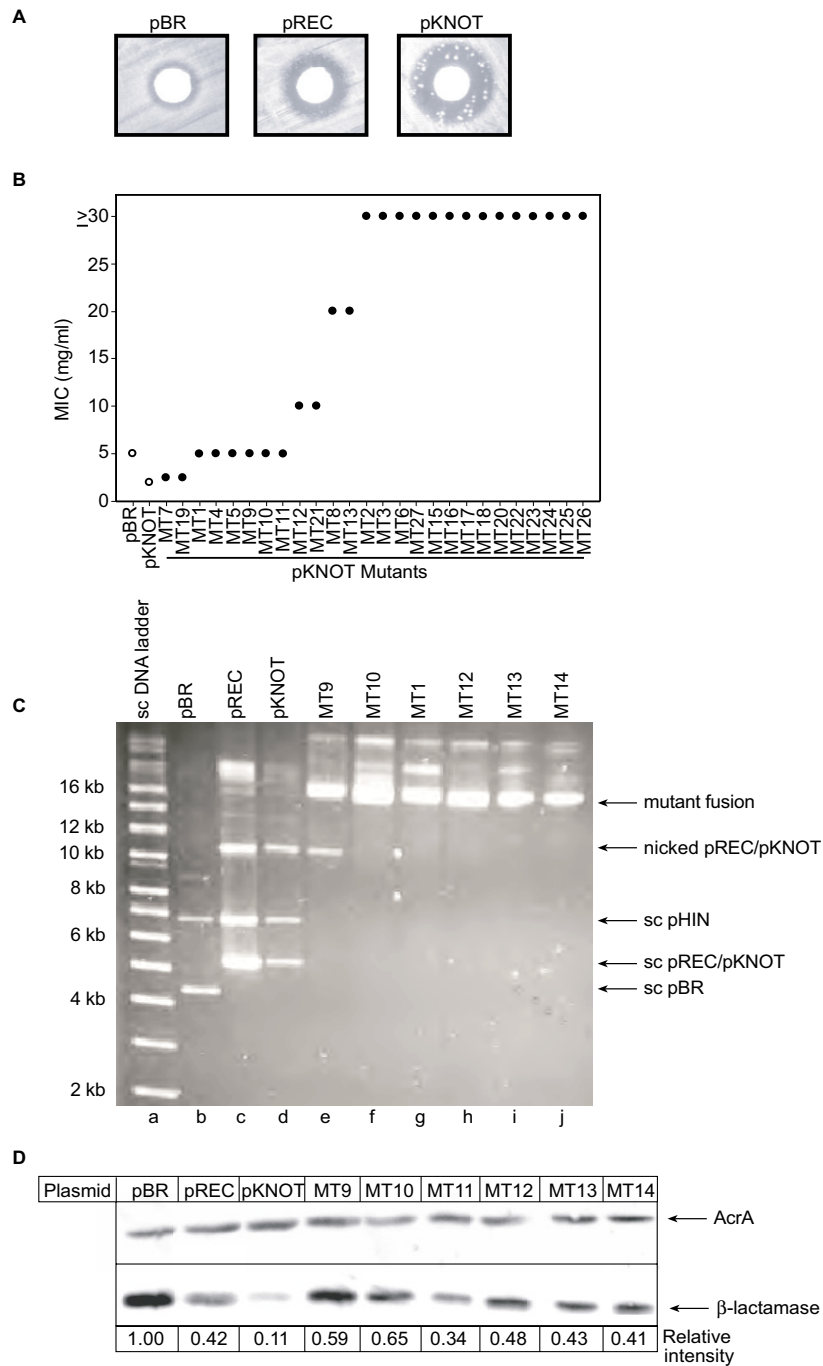 A
pBR
pREC
pKNOT
B
MIC (mg/ml)
≥30
25
20
15
10
5
0
pBR
pKNOT
MT7
MT19
MT1
MT4
MT5
MT9
MT10
MT11
MT12
MT21
MT8
MT13
MT2
MT3
MT6
MT27
MT15
MT16
MT17
MT18
MT20
MT22
MT23
MT24
MT25
MT26
pKNOT Mutants
C
sc DNA ladder
pBR
pREC
pKNOT
MT9
MT10
MT1
MT12
MT13
MT14
16 kb
12 kb
10 kb
8 kb
6 kb
4 kb
2 kb
mutant fusion
nicked pREC/pKNOT
sc pHIN
sc pREC/pKNOT
sc pBR
a b c d e f g h i j
D
Plasmid pBR pREC pKNOT MT9 MT10 MT11 MT12 MT13 MT14
AcrA
β-lactamase
1.00 0.42 0.11 0.59 0.65 0.34 0.48 0.43 0.41 Relative
intensity